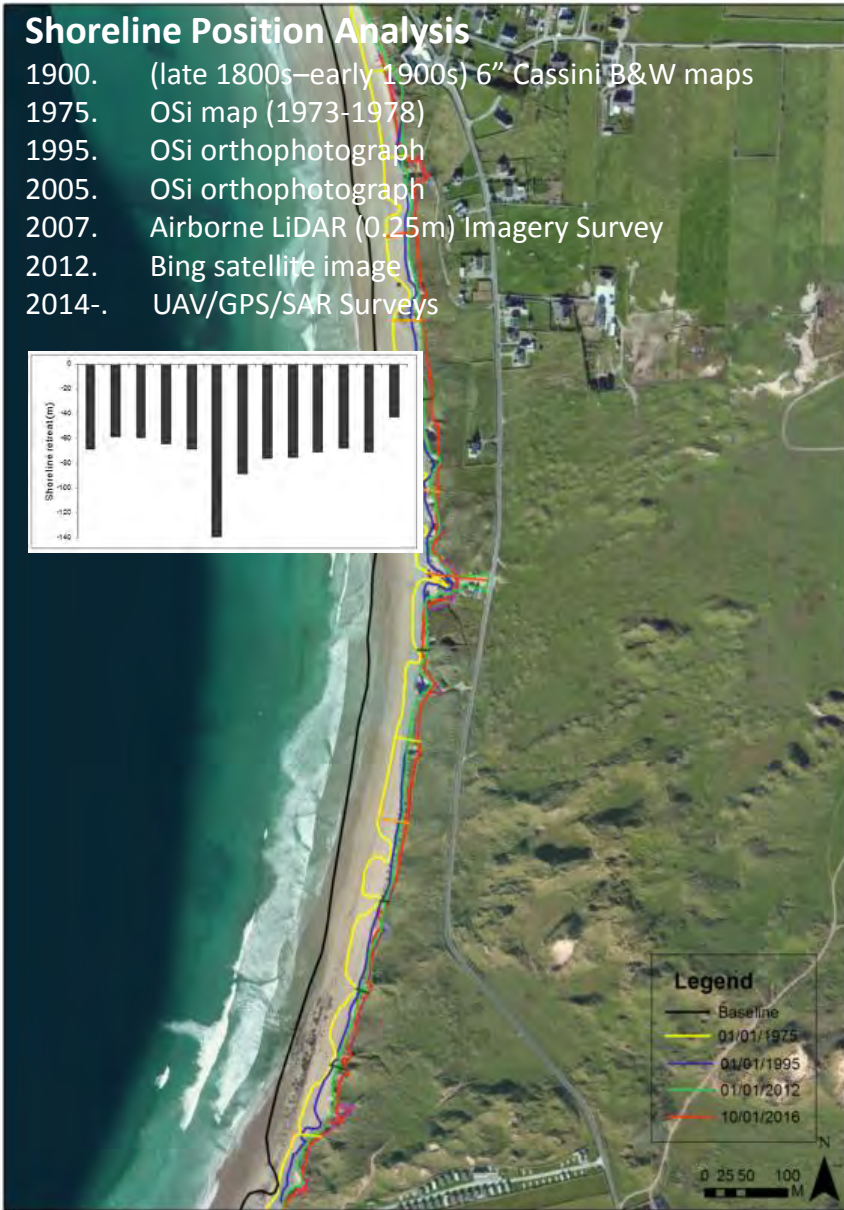 Shoreline Position Analysis
1900. (late 1800s–early 1900s) 6” Cassini B&W maps
1975. OSi map (1973-1978)
1995. OSi orthophotograph
2005. OSi orthophotograph
2007. Airborne LiDAR (0.25m) Imagery Survey
2012. Bing satellite image
2014-. UAV/GPS/SAR Surveys
Shoreline retreat(m)
0
-20
-40
-60
-80
-100
-120
-140
Legend
Baseline
01/01/1975
01/01/1995
01/01/2012
10/01/2016
N
0 25 50 100
M